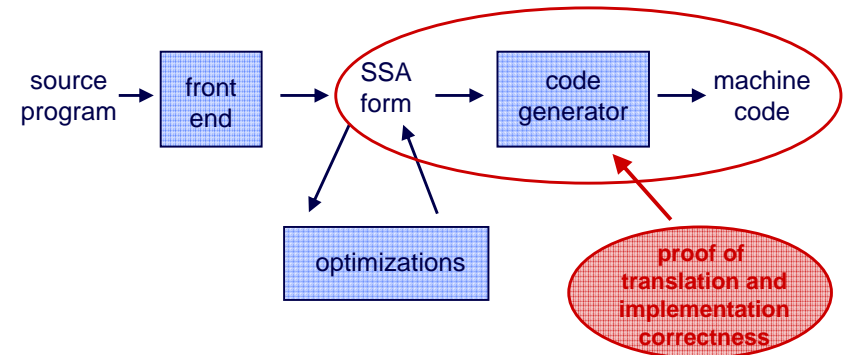 source
program
front
end
SSA
form
code
generator
machine
code
optimizations
proof of
translation and
implementation
correctness